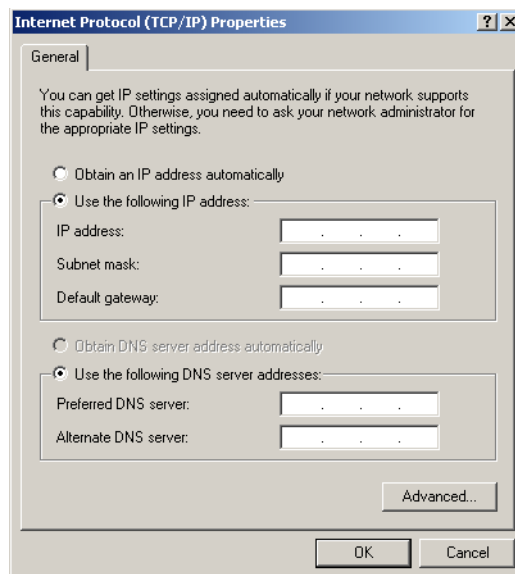 Internet Protocol (TCP/IP) Properties
General
You can get IP settings assigned automatically if your network supports
this capability. Otherwise, you need to ask your network administrator for
the appropriate IP settings.
Obtain an IP address automatically
Use the following IP address:
IP address: . . .
Subnet mask: . . .
Default gateway: . . .
Obtain DNS server address automatically
Use the following DNS server addresses:
Preferred DNS server: . . .
Alternate DNS server: . . .
Advanced...
OK Cancel